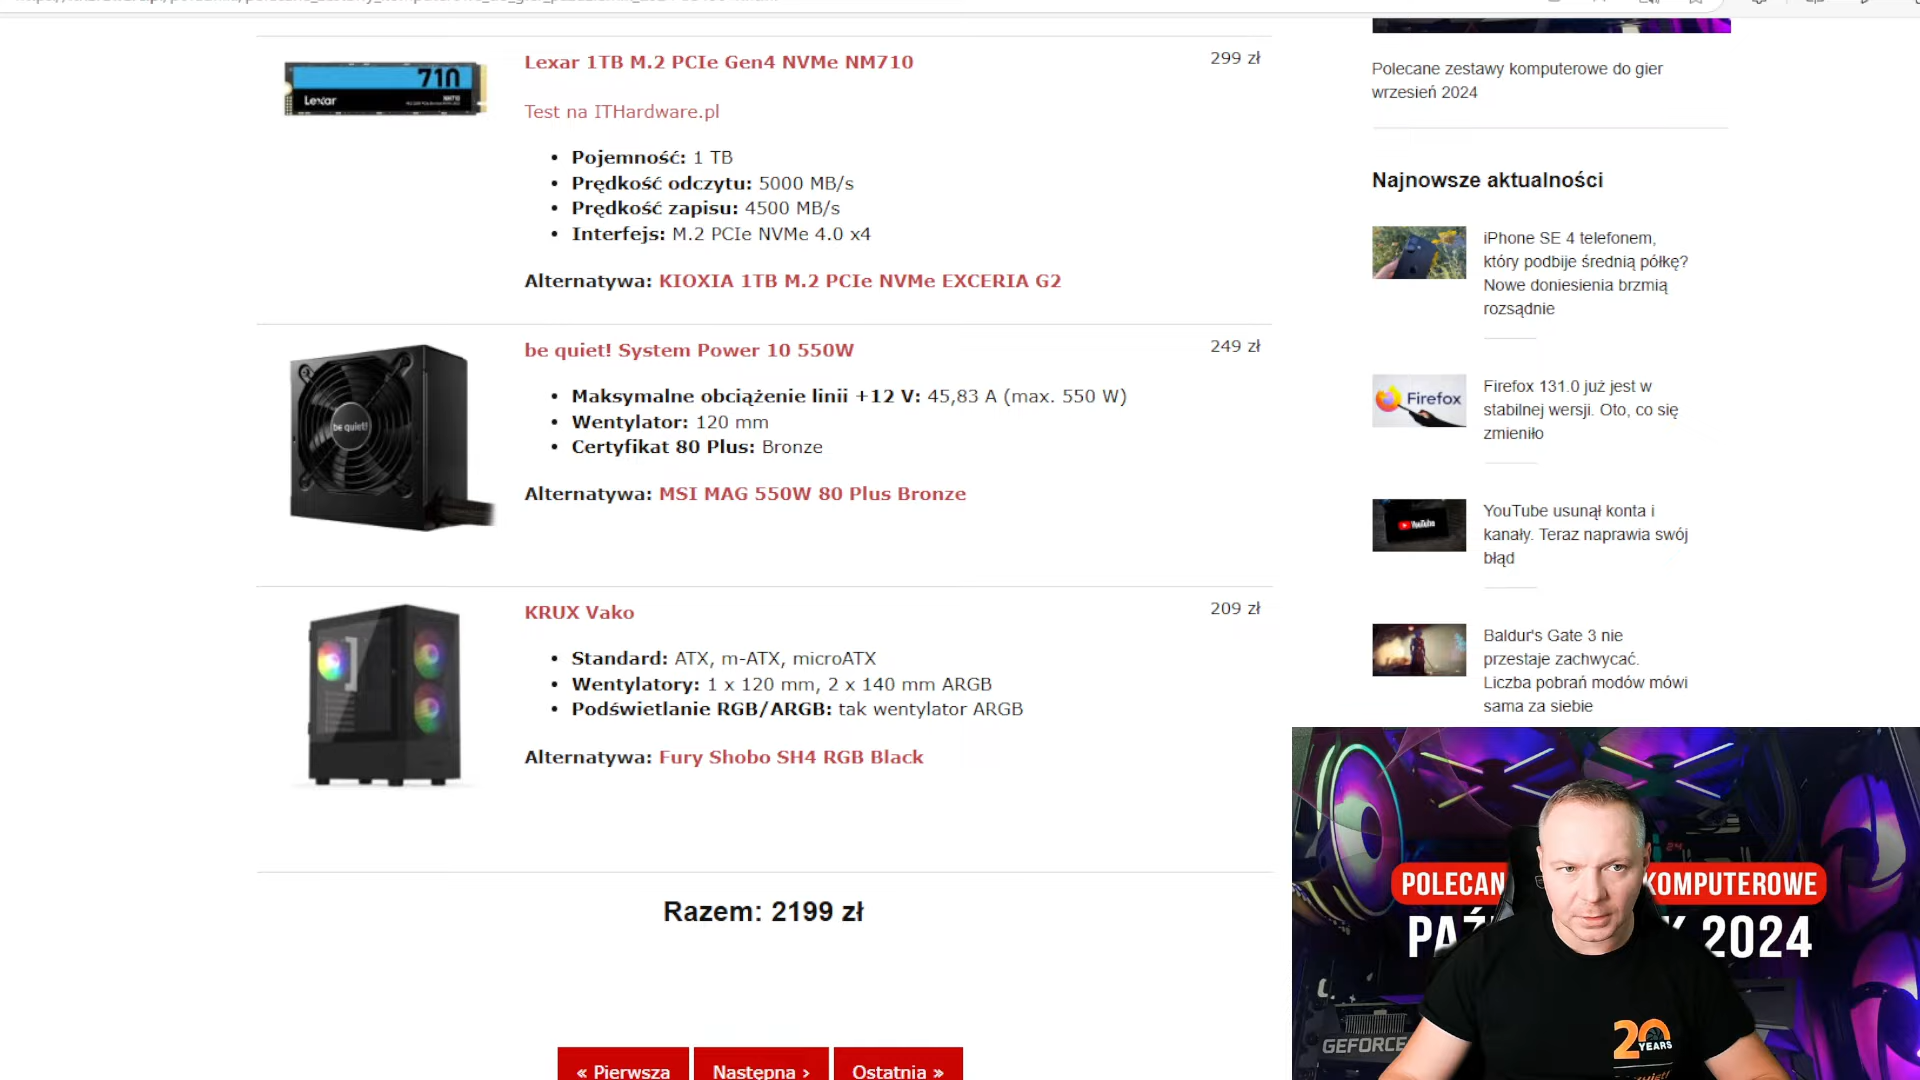 Lexar 1TB M.2 PCIe Gen4 NVMe NM710
299 zł
Test na ITHardware.pl
Pojemność: 1 TB
Prędkość odczytu: 5000 MB/s
Prędkość zapisu: 4500 MB/s
Interfejs: M.2 PCIe NVMe 4.0 x4
Alternatywa: KIOXIA 1TB M.2 PCIe NVMe EXCERIA G2
710
Lexar
be quiet! System Power 10 550W
249 zł
Maksymalne obciążenie linii +12 V: 45,83 A (max. 550 W)
Wentylator: 120 mm
Certyfikat 80 Plus: Bronze
Alternatywa: MSI MAG 550W 80 Plus Bronze
be quiet!
KRUX Vako
209 zł
Standard: ATX, m-ATX, microATX
Wentylatory: 1 x 120 mm, 2 x 140 mm ARGB
Podświetlanie RGB/ARGB: tak wentylator ARGB
Alternatywa: Fury Shobo SH4 RGB Black
Razem: 2199 zł
« Pierwsza
Następna ›
Ostatnia »
Polecane zestawy komputerowe do gier
wrzesień 2024
Najnowsze aktualności
iPhone SE 4 telefonem,
który podbije średnią półkę?
Nowe doniesienia brzmią
rozsądnie
Firefox
Firefox 131.0 już jest w
stabilnej wersji. Oto, co się
zmieniło
YouTube
YouTube usunął konta i
kanały. Teraz naprawia swój
błąd
Baldur's Gate 3 nie
przestaje zachwycać.
Liczba pobrań modów mówi
sama za siebie
POLECAN KOMPUTEROWE
PAŹ K 2024
GEFORCE
20
YEARS